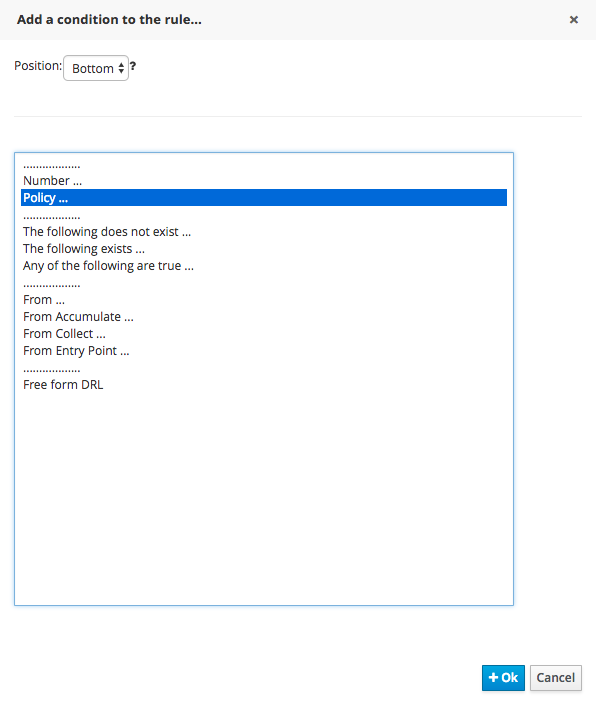 Add a condition to the rule...
×
Position: Bottom ?
..................
Number ...
Policy ...
..................
The following does not exist ...
The following exists ...
Any of the following are true ...
..................
From ...
From Accumulate ...
From Collect ...
From Entry Point ...
..................
Free form DRL
+ Ok Cancel